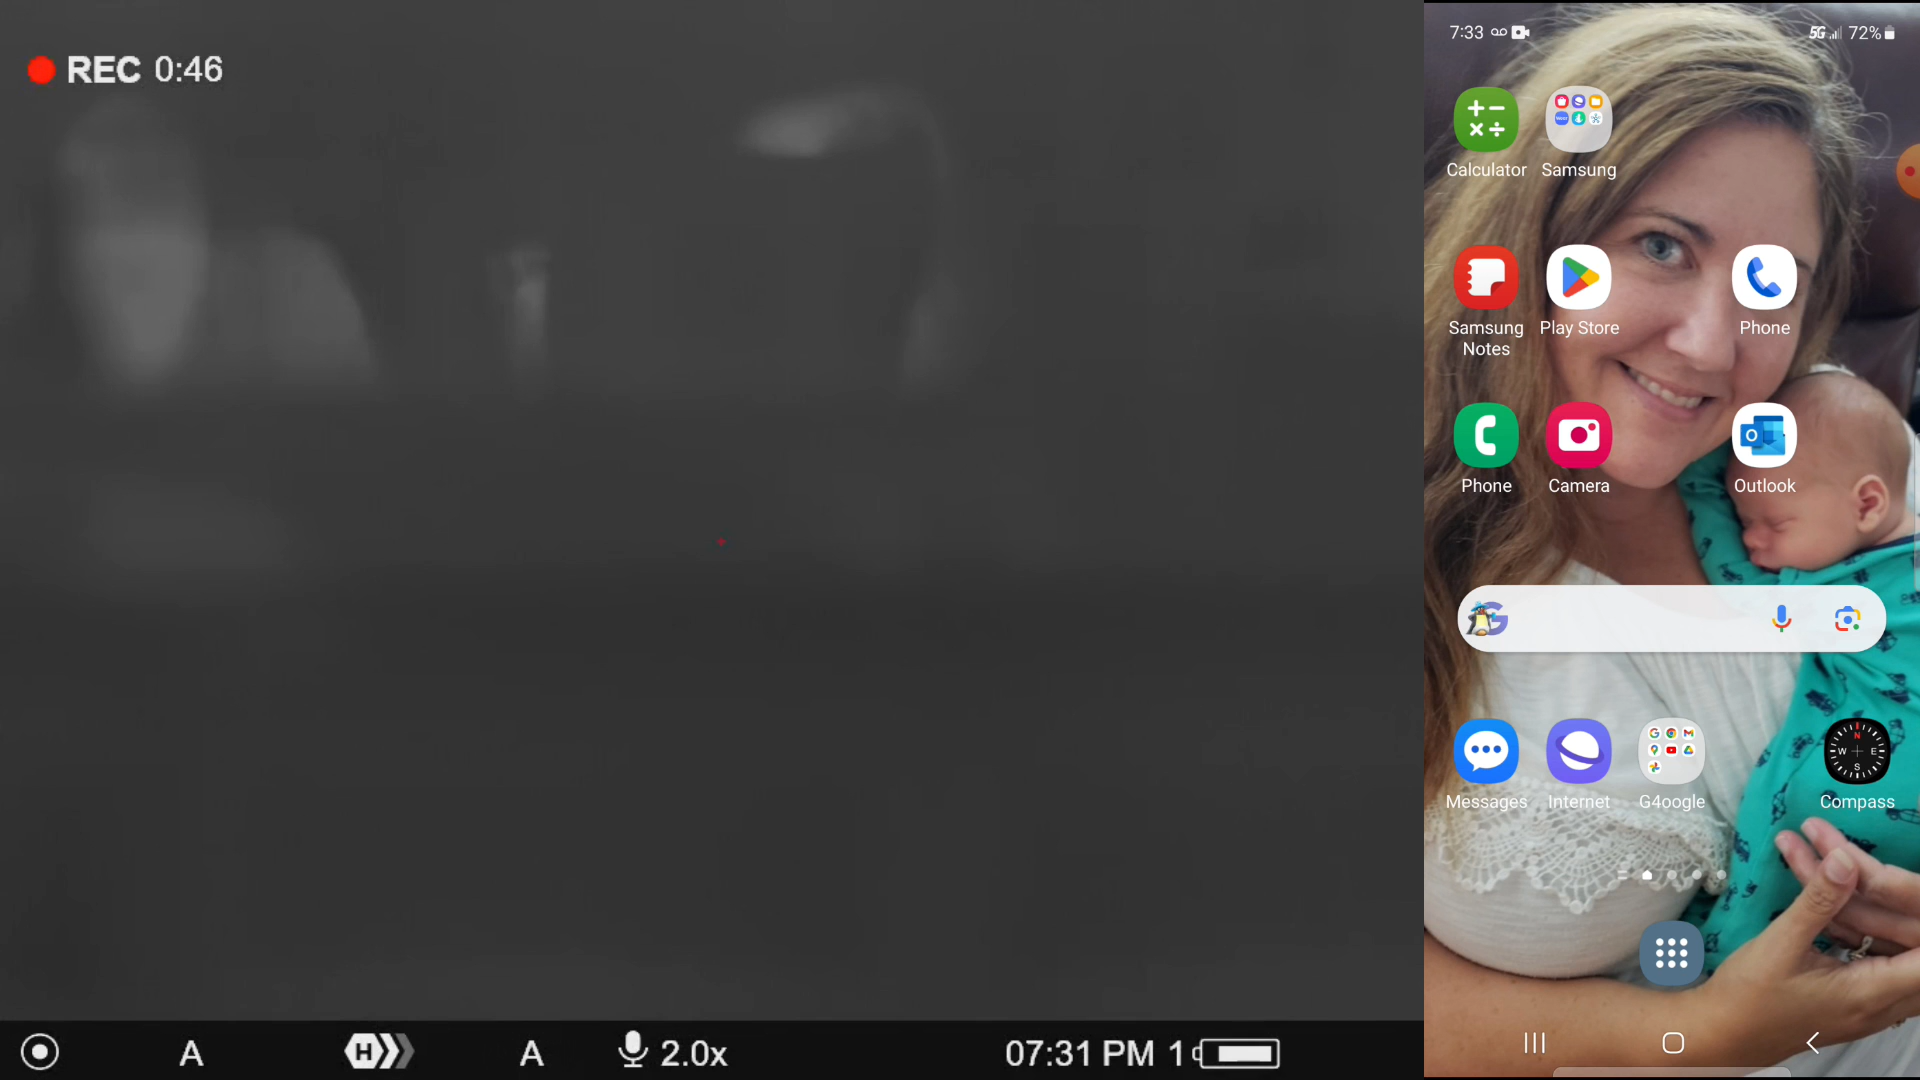 REC 0:46
A
H
A
2.0x
07:31 PM 1
7:33
5G 72%
Calculator
Samsung
Samsung
Notes
Play Store
Phone
Phone
Camera
Outlook
Messages
Internet
G4oogle
N
W E
S
Compass